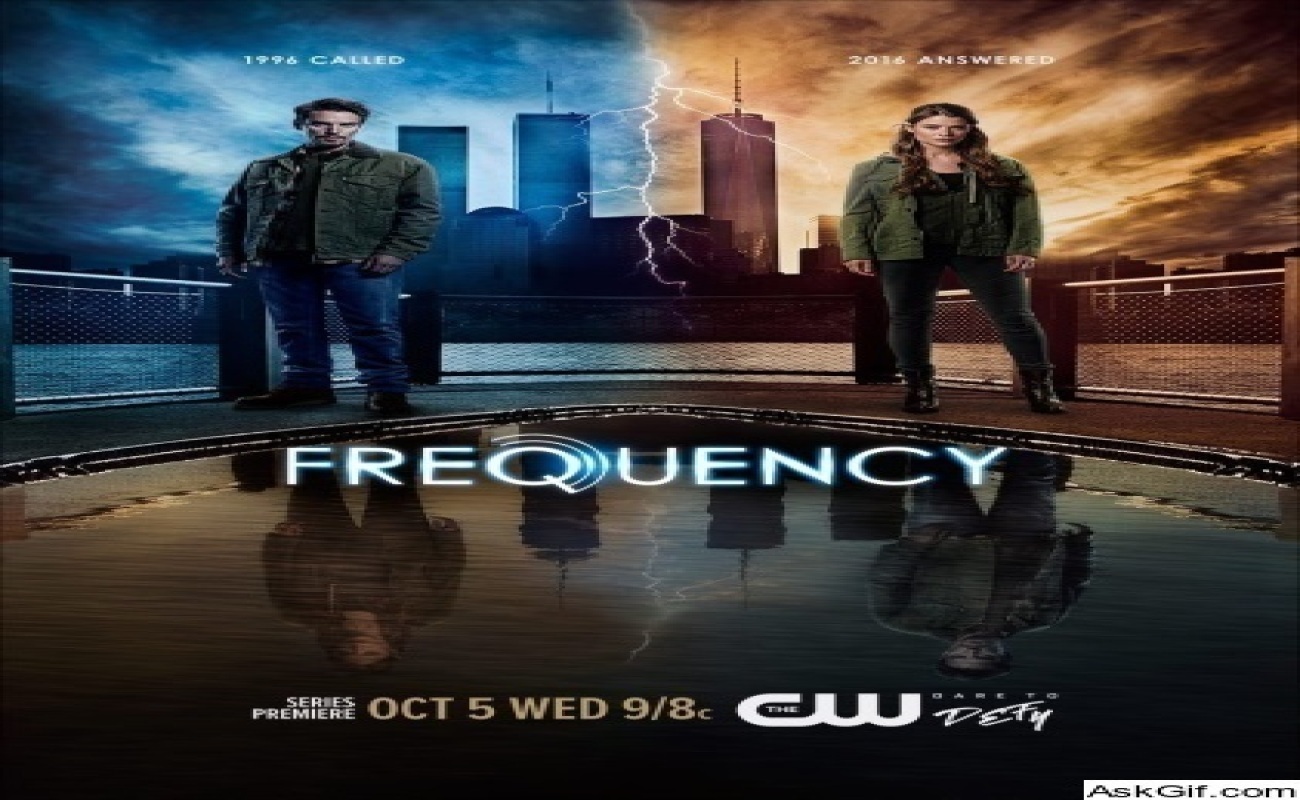 1996 CALLED
2016 ANSWERED
FREQUENCY
SERIES PREMIERE OCT 5 WED 9/8c THE CW DARE TO DEFY
AskGif.com